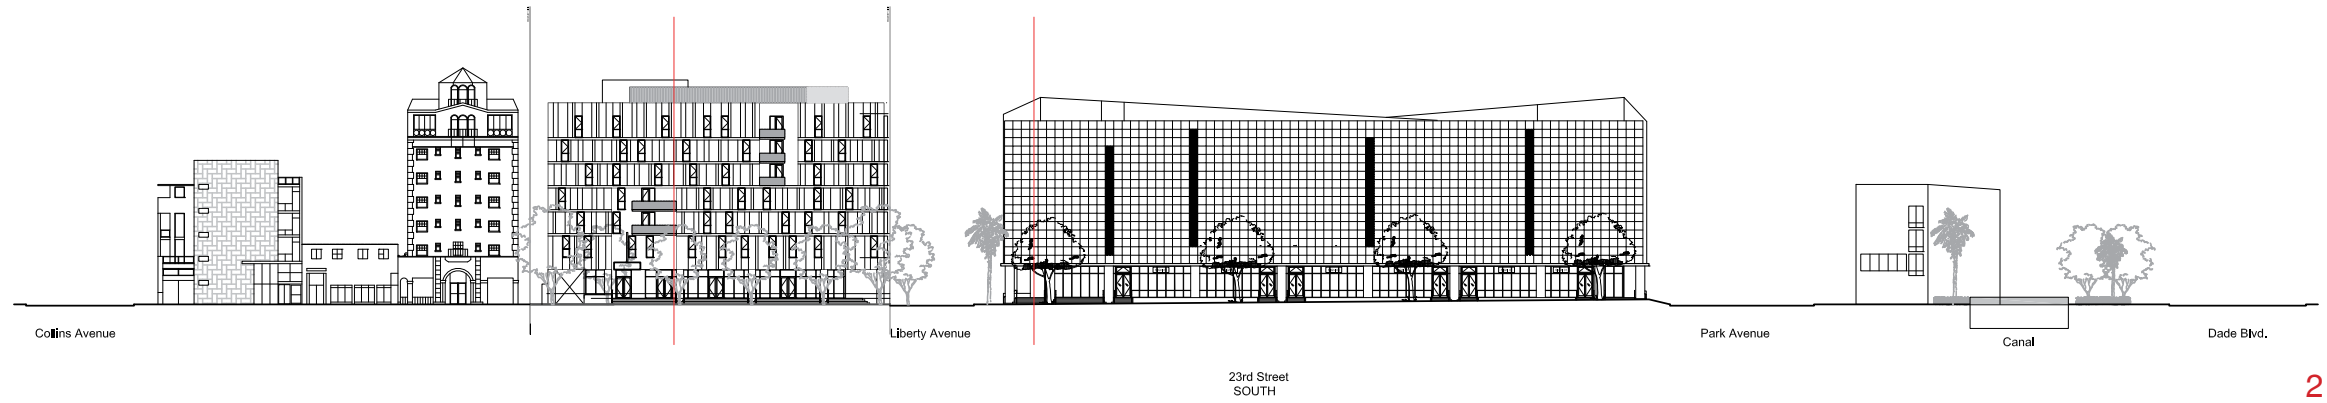 Collins Avenue
Liberty Avenue
Park Avenue
Canal
Dade Blvd.
23rd Street
SOUTH
2